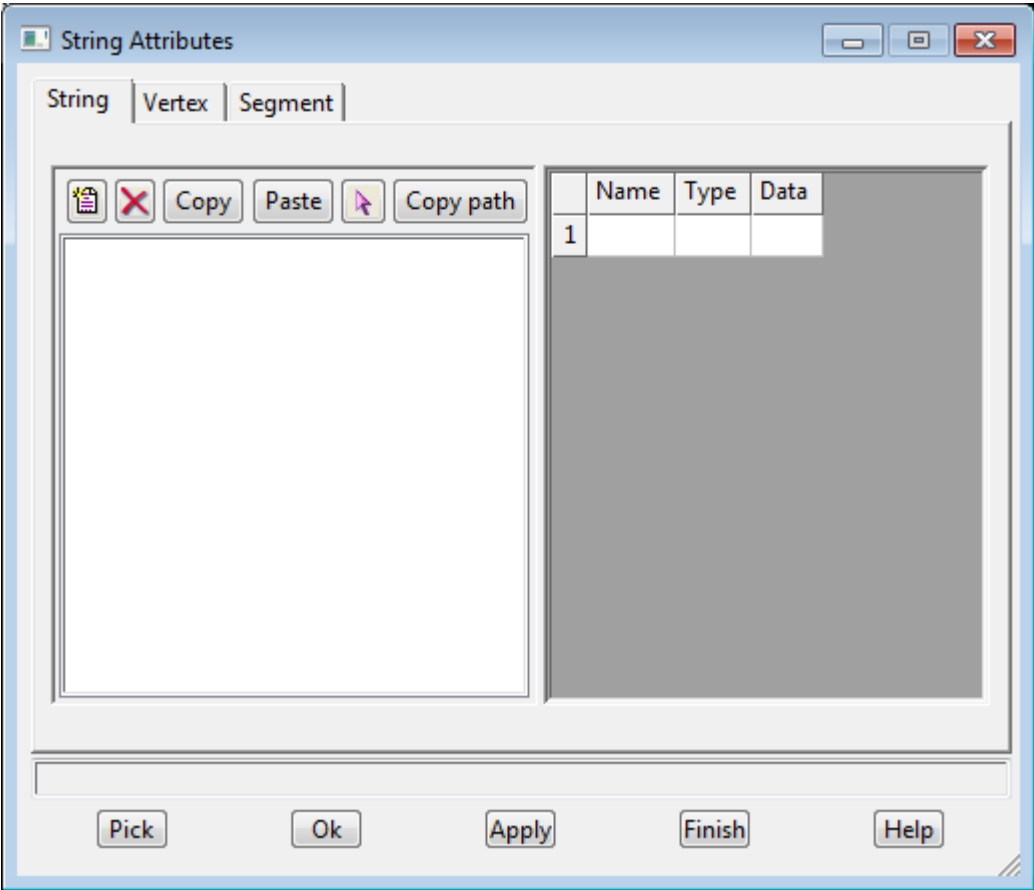 String Attributes
String Vertex Segment
Copy Paste Copy path
Name Type Data
1
Pick Ok Apply Finish Help